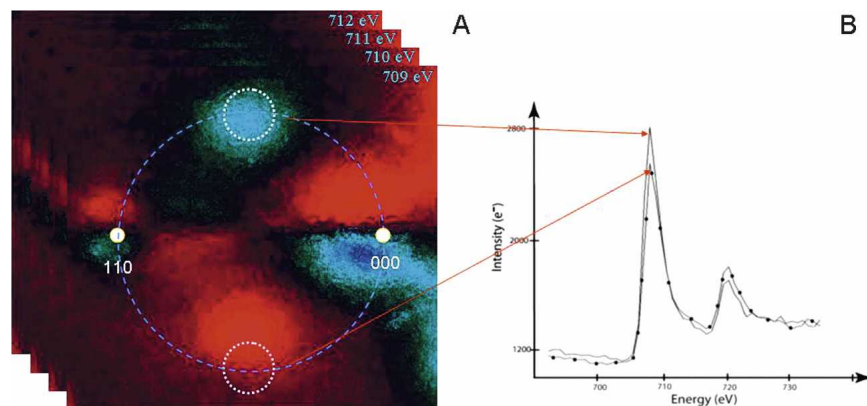 712 eV
711 eV
710 eV
709 eV
A
B
110
000
2800
2000
1200
Intensity (e⁻)
700
710
720
730
Energy (eV)